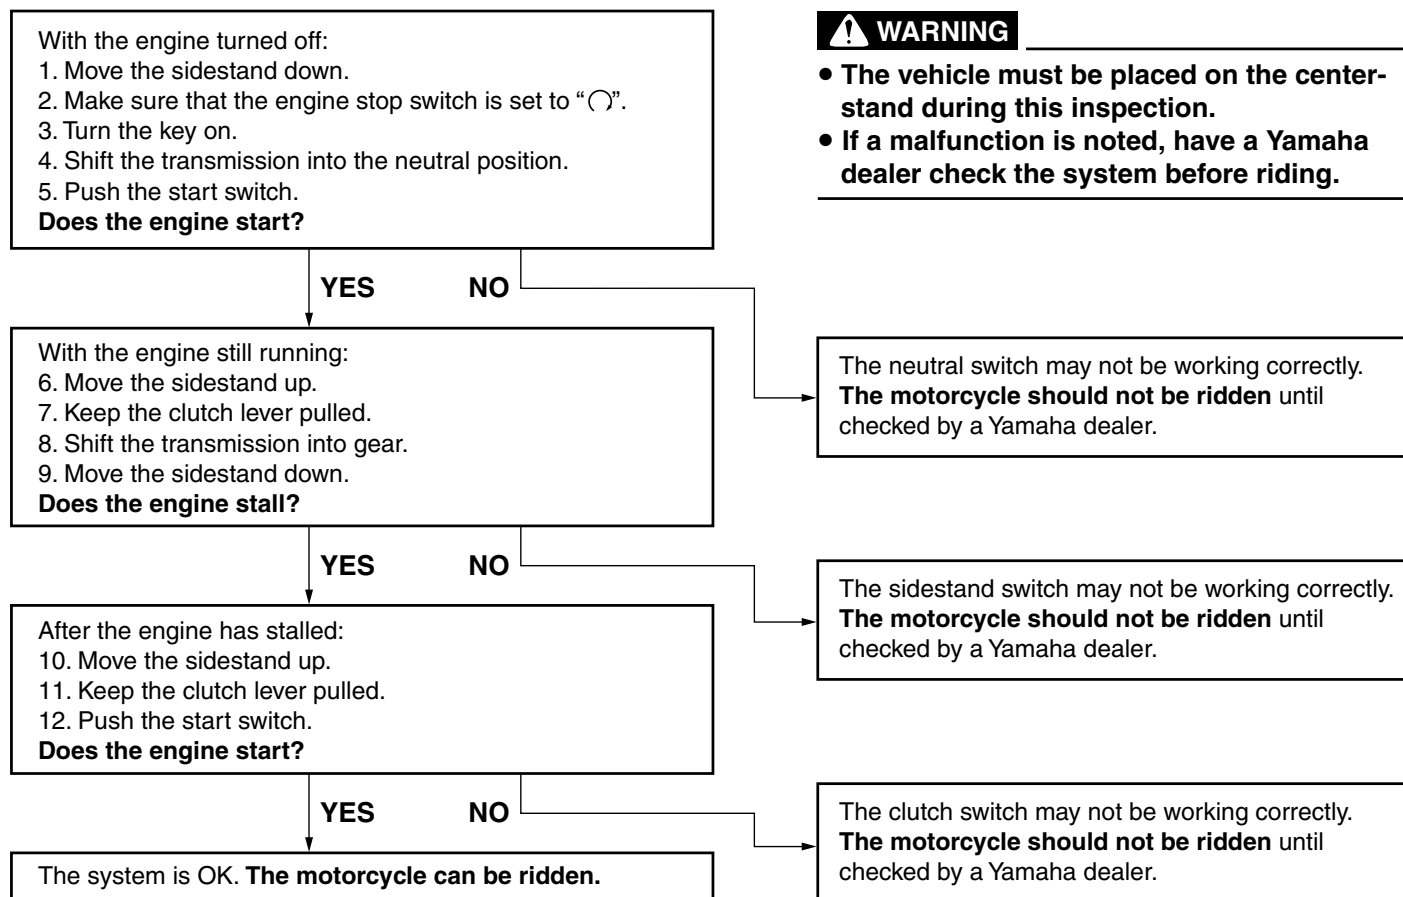 With the engine turned off:
1. Move the sidestand down.
2. Make sure that the engine stop switch is set to “ ”.
3. Turn the key on.
4. Shift the transmission into the neutral position.
5. Push the start switch.
Does the engine start?
WARNING
● The vehicle must be placed on the center-
stand during this inspection.
● If a malfunction is noted, have a Yamaha
dealer check the system before riding.
YES NO
With the engine still running:
6. Move the sidestand up.
7. Keep the clutch lever pulled.
8. Shift the transmission into gear.
9. Move the sidestand down.
Does the engine stall?
The neutral switch may not be working correctly.
The motorcycle should not be ridden until
checked by a Yamaha dealer.
YES NO
After the engine has stalled:
10. Move the sidestand up.
11. Keep the clutch lever pulled.
12. Push the start switch.
Does the engine start?
The sidestand switch may not be working correctly.
The motorcycle should not be ridden until
checked by a Yamaha dealer.
YES NO
The system is OK. The motorcycle can be ridden.
The clutch switch may not be working correctly.
The motorcycle should not be ridden until
checked by a Yamaha dealer.